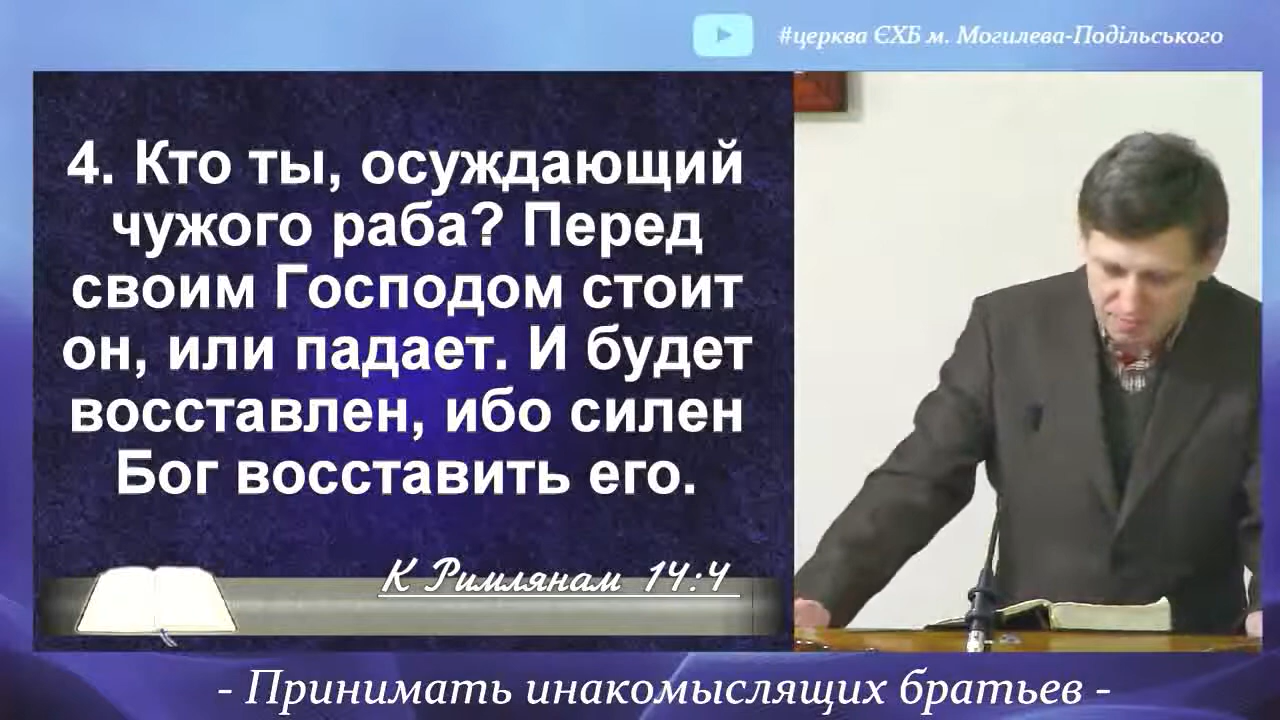 #церква ЄХБ м. Могилева-Подільського
4. Кто ты, осуждающий
чужого раба? Перед
своим Господом стоит
он, или падает. И будет
восставлен, ибо силен
Бог восставить его.
К Римлянам 14:4
- Принимать инакомыслящих братьев -